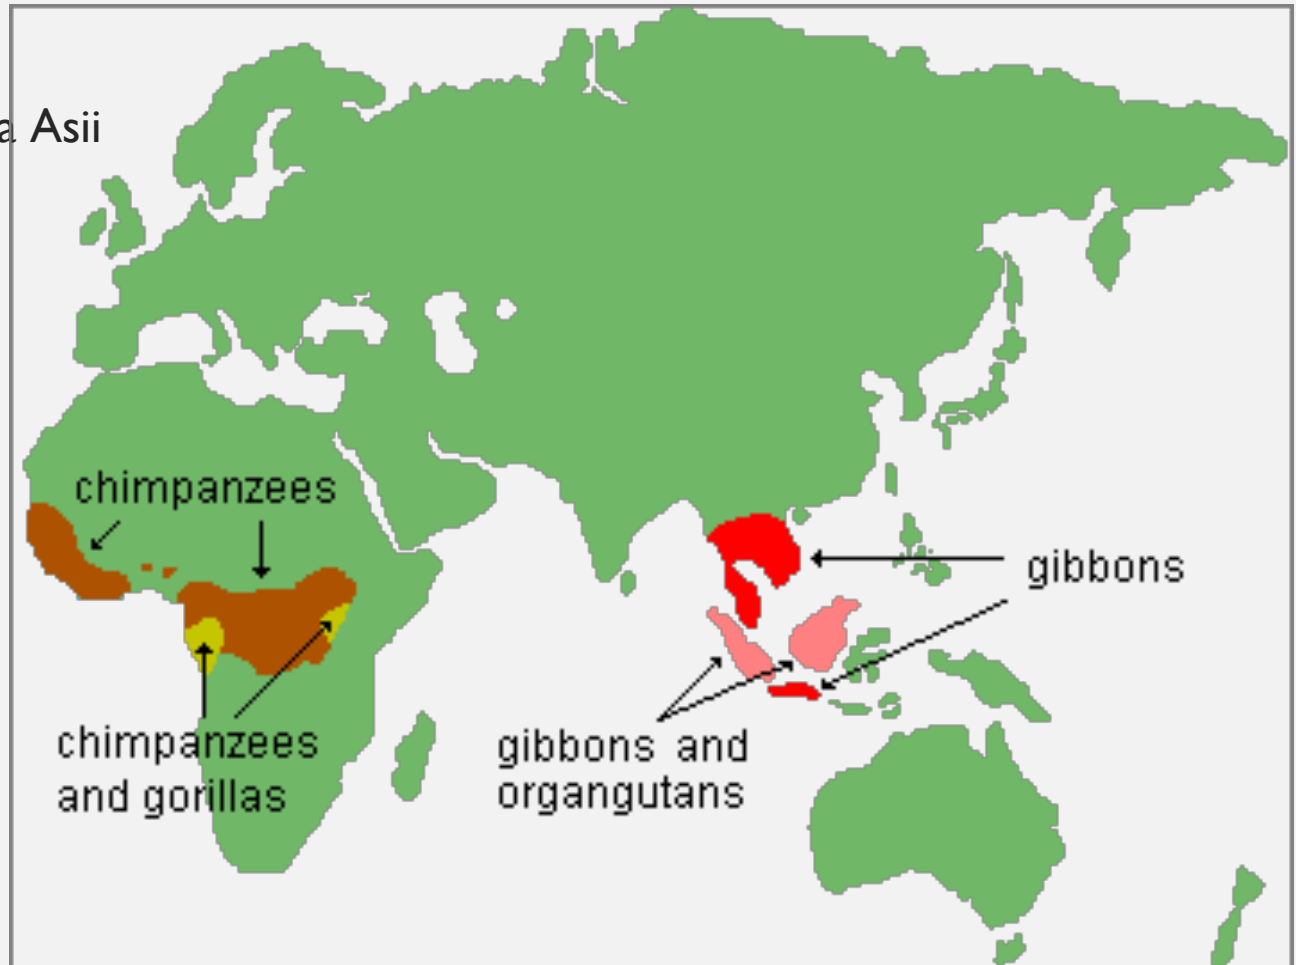 a Asii
chimpanzees
gibbons
chimpanzees
and gorillas
gibbons and
organgutans